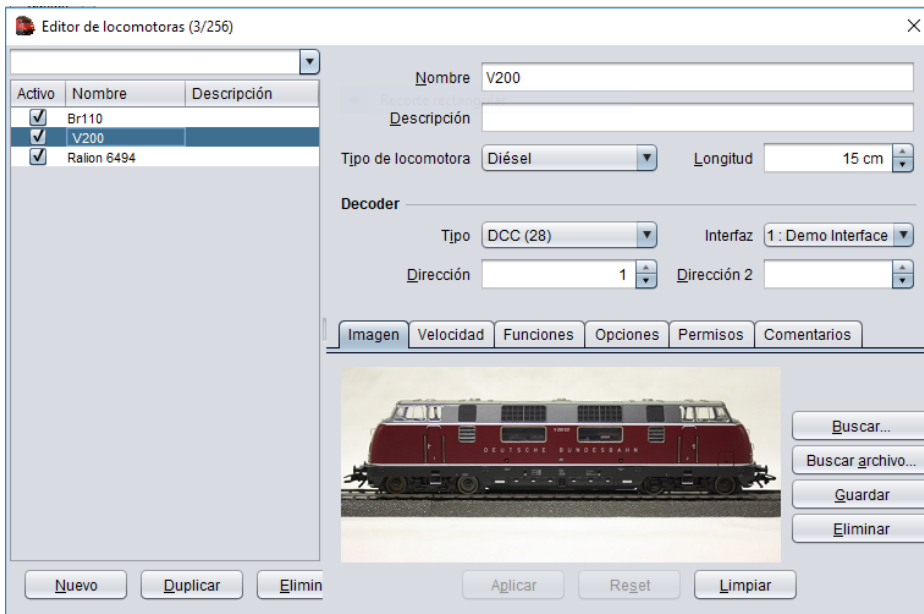 Editor de locomotoras (3/256)
Activo Nombre Descripción
Br110
V200
Ralion 6494
Nuevo Duplicar Elimin
Nombre V200
Descripción
Tipo de locomotora Diésel Longitud 15 cm
Decoder
Tipo DCC (28) Interfaz 1 : Demo Interface
Dirección 1 Dirección 2
Imagen Velocidad Funciones Opciones Permisos Comentarios
DEUTSCHE BUNDESBAHN
Buscar...
Buscar archivo...
Guardar
Eliminar
Aplicar Reset Limpiar